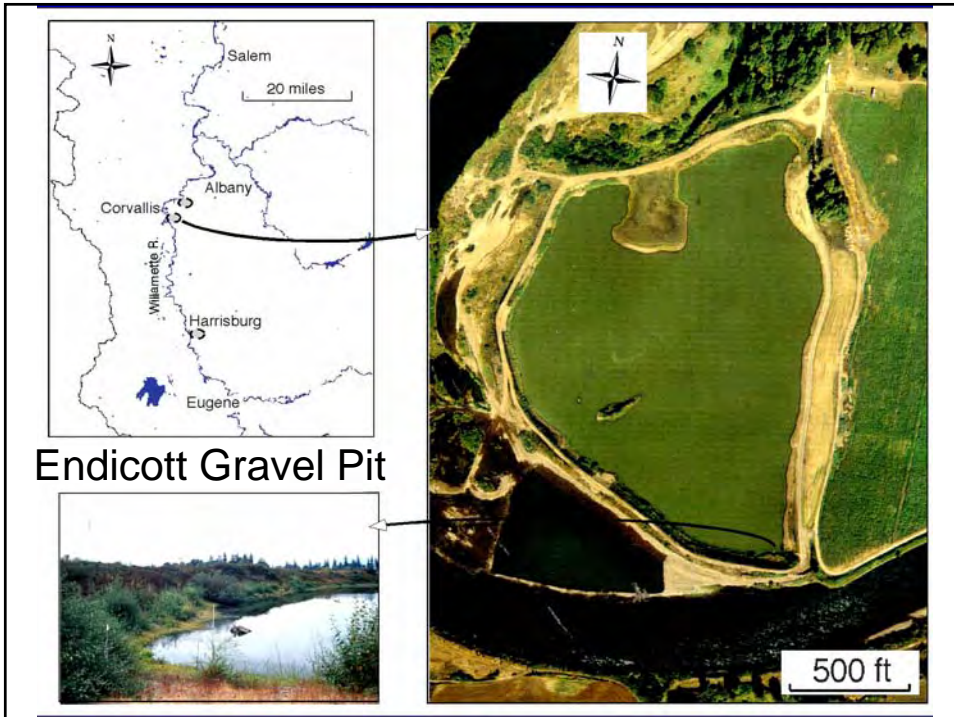 N
Salem
20 miles
Albany
Corvallis
Willamette R.
Harrisburg
Eugene
Endicott Gravel Pit
N
500 ft